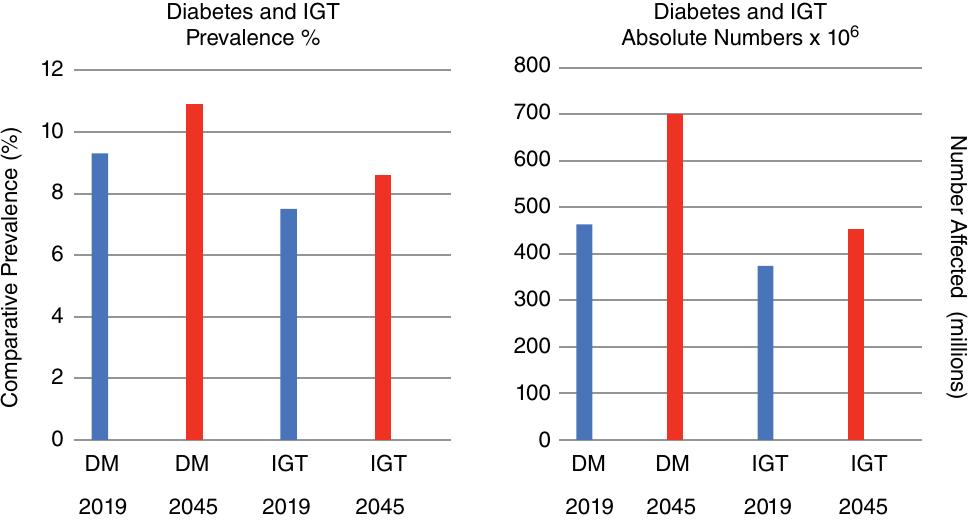 Diabetes and IGT
Prevalence %
Comparative Prevalence (%)
12
10
8
6
4
2
0
DM
DM
IGT
IGT
2019
2045
2019
2045
Diabetes and IGT
Absolute Numbers x 10⁶
800
700
600
500
400
300
200
100
0
DM
DM
IGT
IGT
2019
2045
2019
2045
Number Affected (millions)